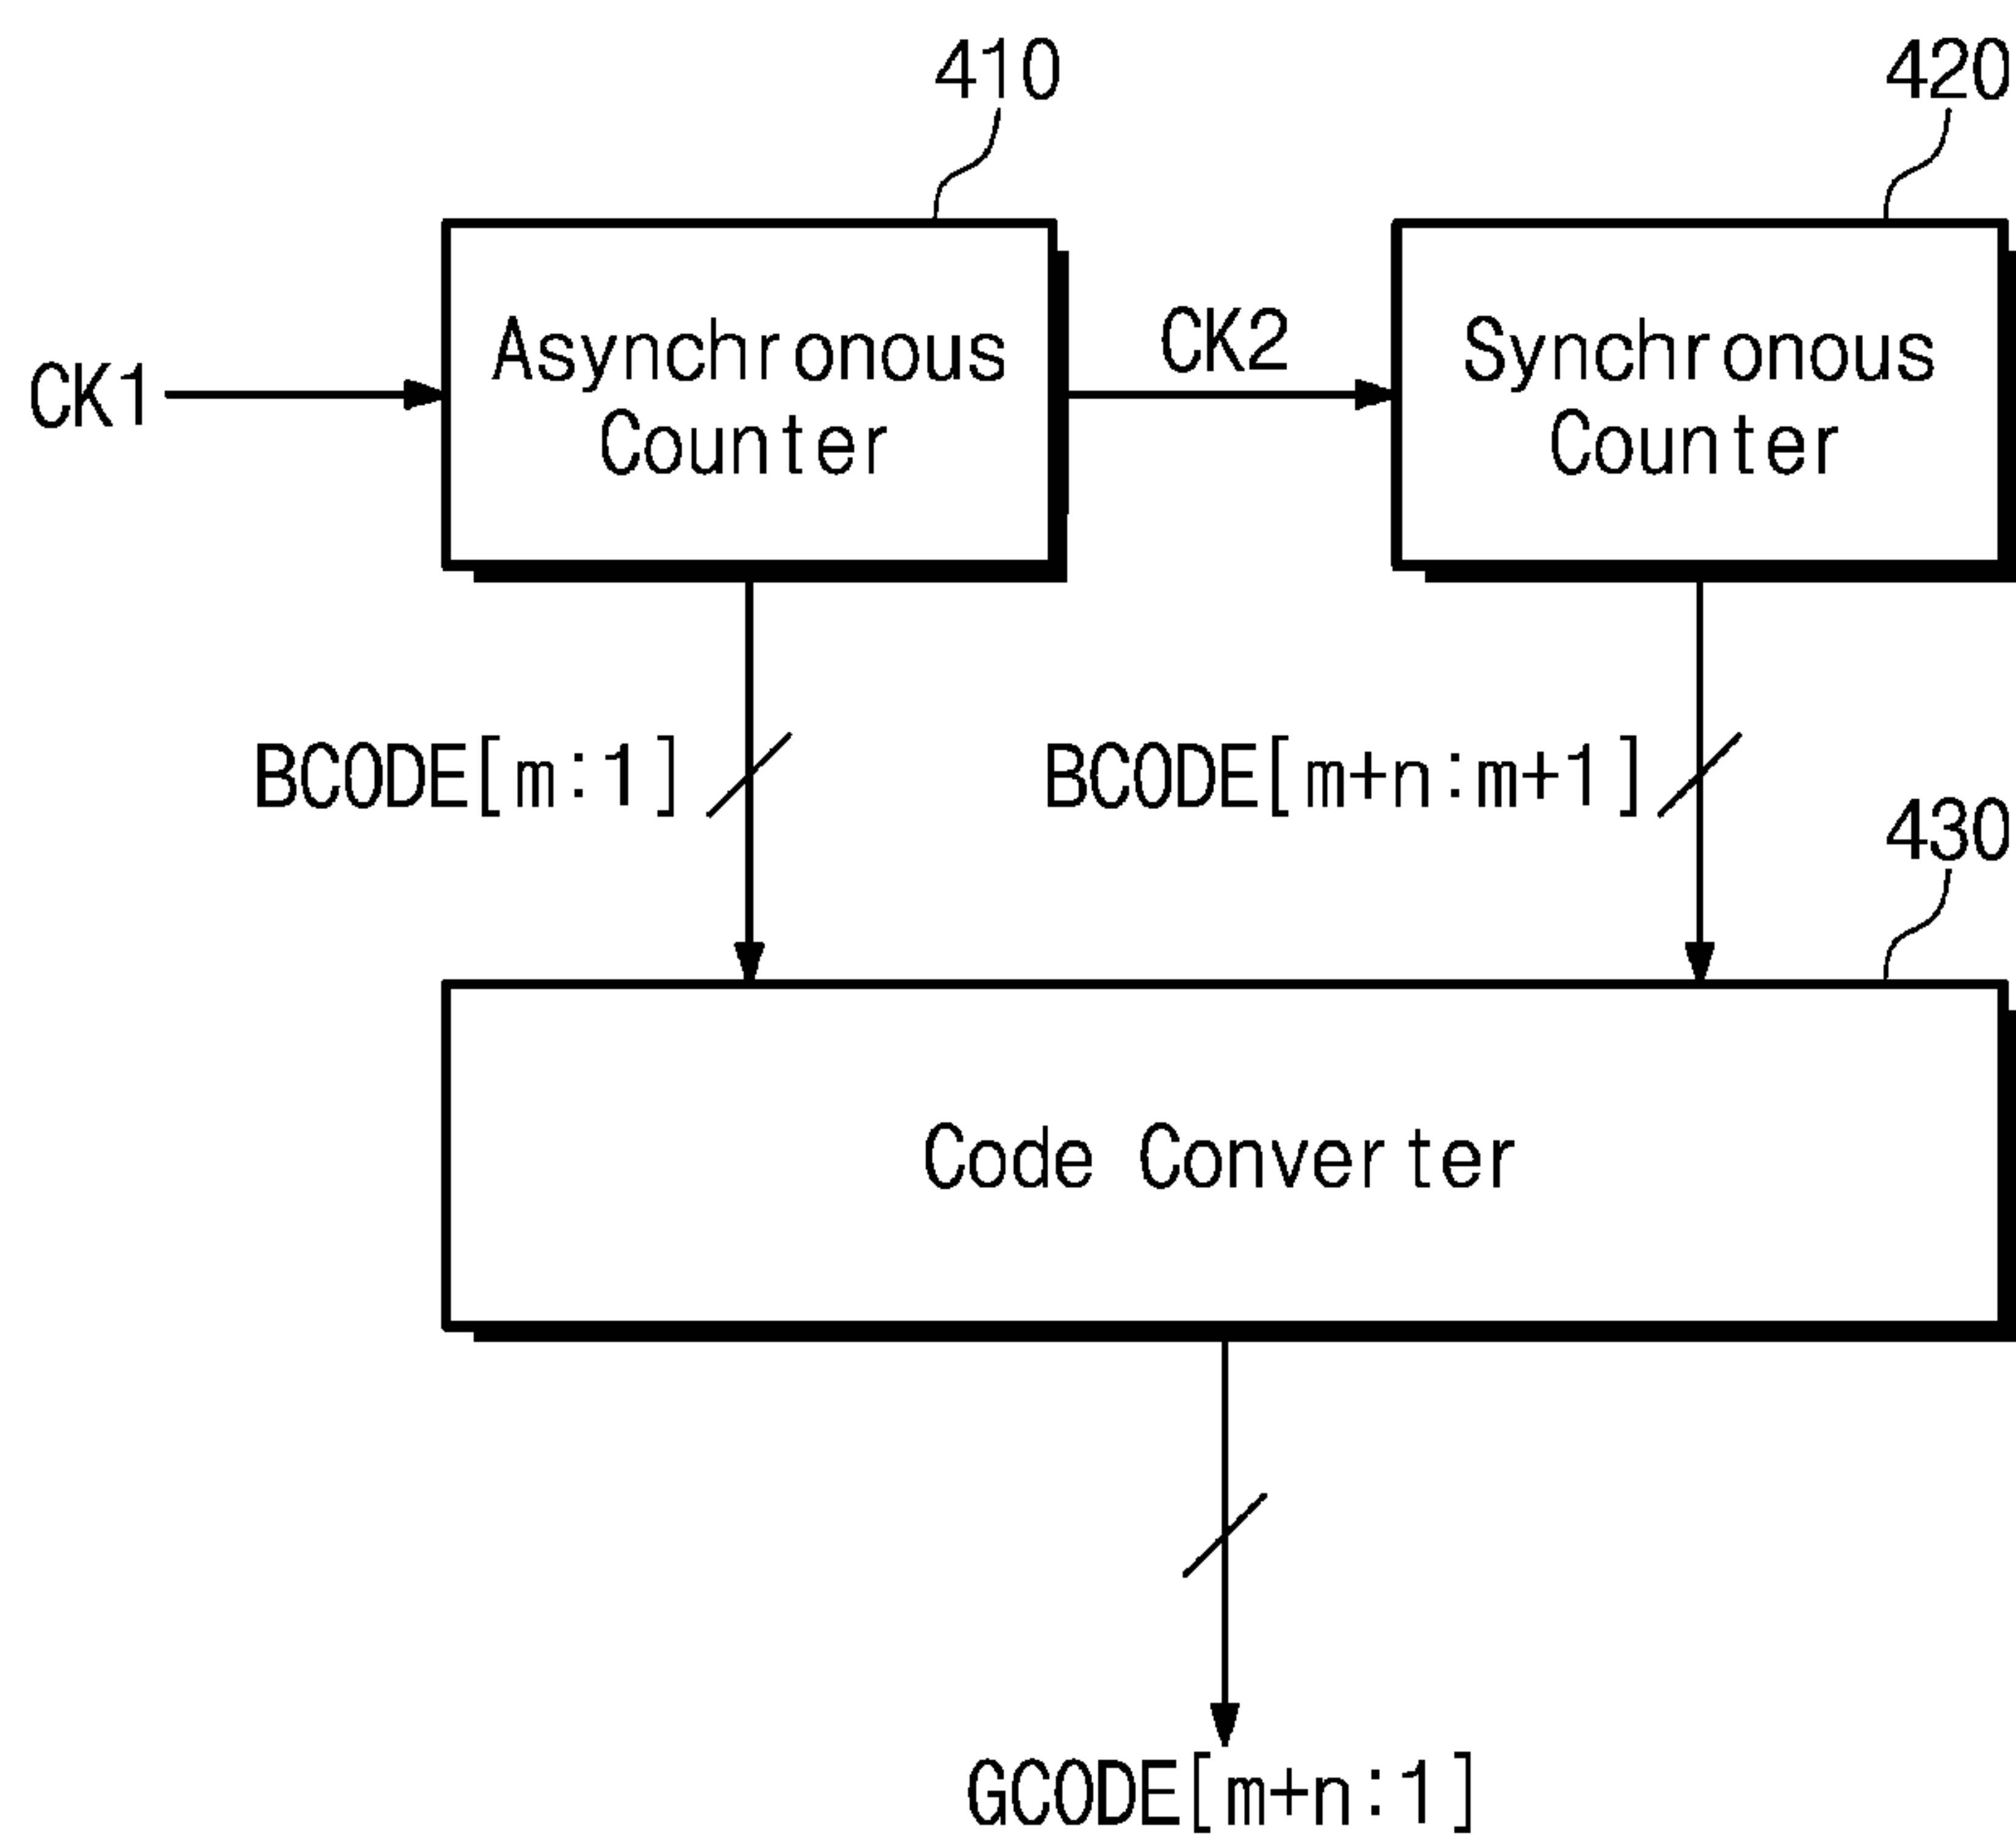 410
420
CK1
Asynchronous
Counter
CK2
Synchronous
Counter
BCODE[m:1]
BCODE[m+n:m+1]
430
Code Converter
GCODE[m+n:1]